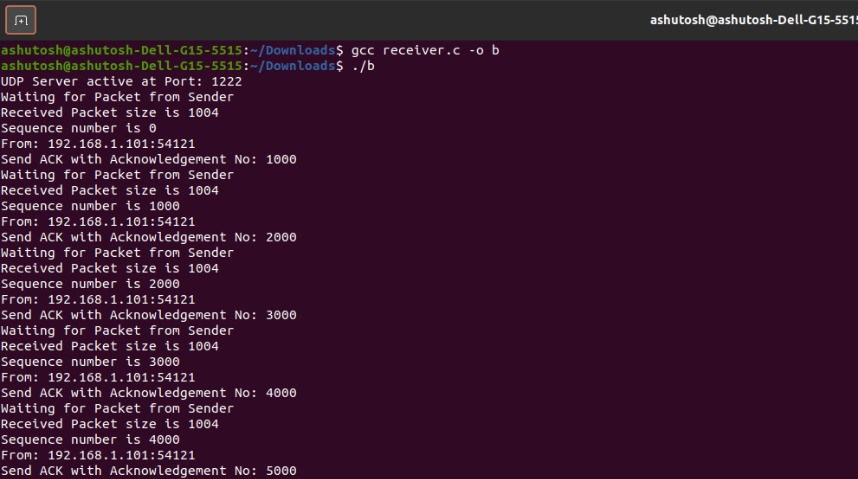 ashutosh@ashutosh-Dell-G15-5515
ashutosh@ashutosh-Dell-G15-5515:~/Downloads$ gcc receiver.c -o b
ashutosh@ashutosh-Dell-G15-5515:~/Downloads$ ./b
UDP Server active at Port: 1222
Waiting for Packet from Sender
Received Packet size is 1004
Sequence number is 0
From: 192.168.1.101:54121
Send ACK with Acknowledgement No: 1000
Waiting for Packet from Sender
Received Packet size is 1004
Sequence number is 1000
From: 192.168.1.101:54121
Send ACK with Acknowledgement No: 2000
Waiting for Packet from Sender
Received Packet size is 1004
Sequence number is 2000
From: 192.168.1.101:54121
Send ACK with Acknowledgement No: 3000
Waiting for Packet from Sender
Received Packet size is 1004
Sequence number is 3000
From: 192.168.1.101:54121
Send ACK with Acknowledgement No: 4000
Waiting for Packet from Sender
Received Packet size is 1004
Sequence number is 4000
From: 192.168.1.101:54121
Send ACK with Acknowledgement No: 5000